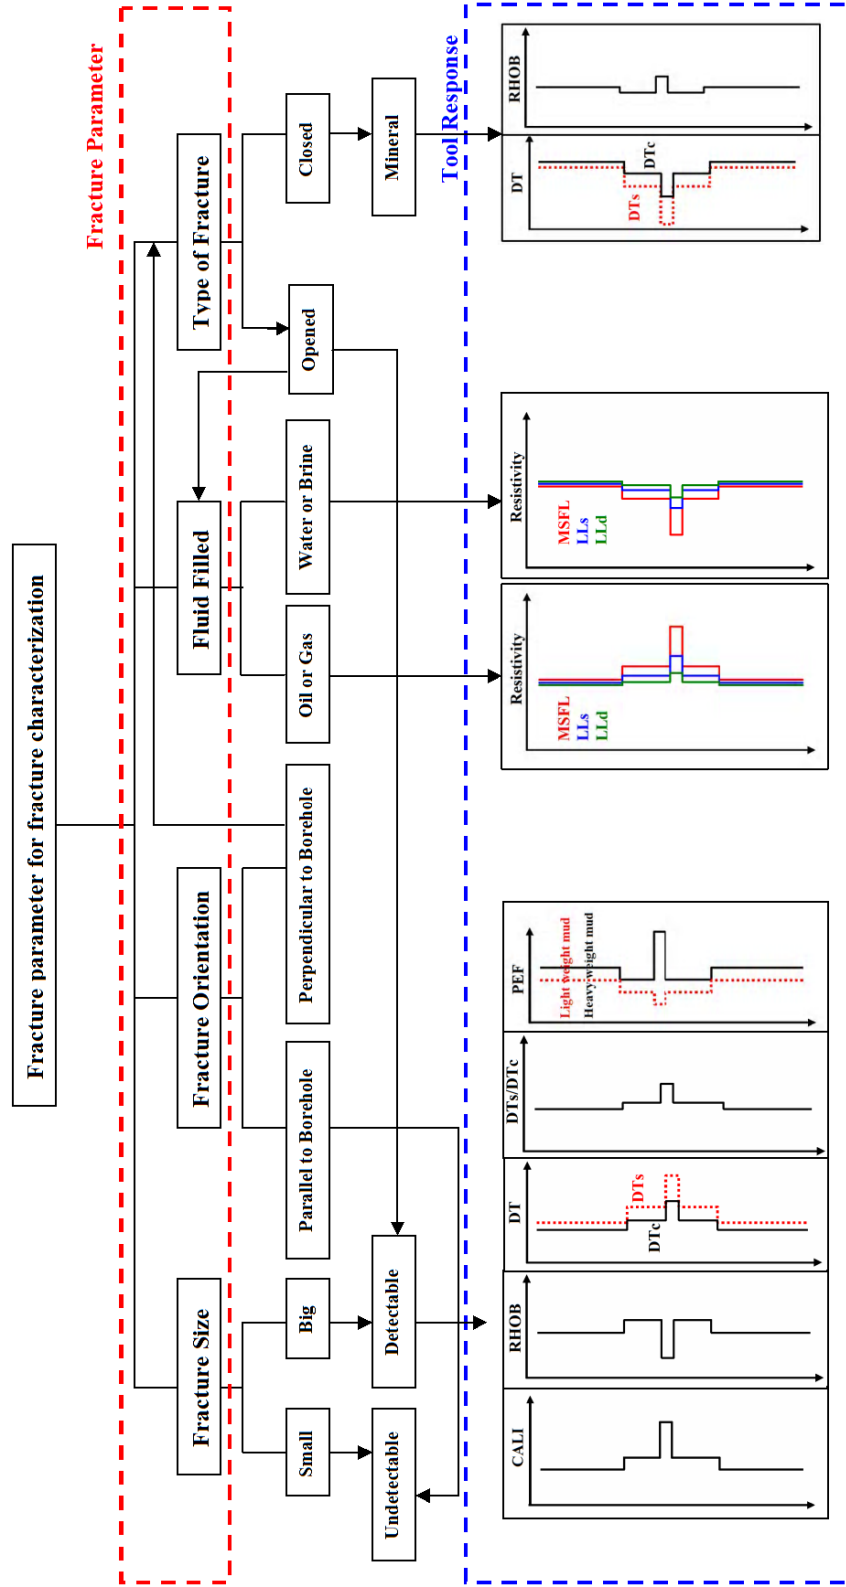 Fracture parameter for fracture characterization
Fracture Parameter
Fracture Size
Fracture Orientation
Fluid Filled
Type of Fracture
Small
Big
Parallel to Borehole
Perpendicular to Borehole
Oil or Gas
Water or Brine
Opened
Closed
Undetectable
Detectable
Mineral
Tool Response
CALI
RHOB
DT
DTs
DTc
DTs/DTc
PEF
Light weight mud
Heavy weight mud
Resistivity
MSFL
LLs
LLd
Resistivity
MSFL
LLs
LLd
DT
DTs
DTc
RHOB